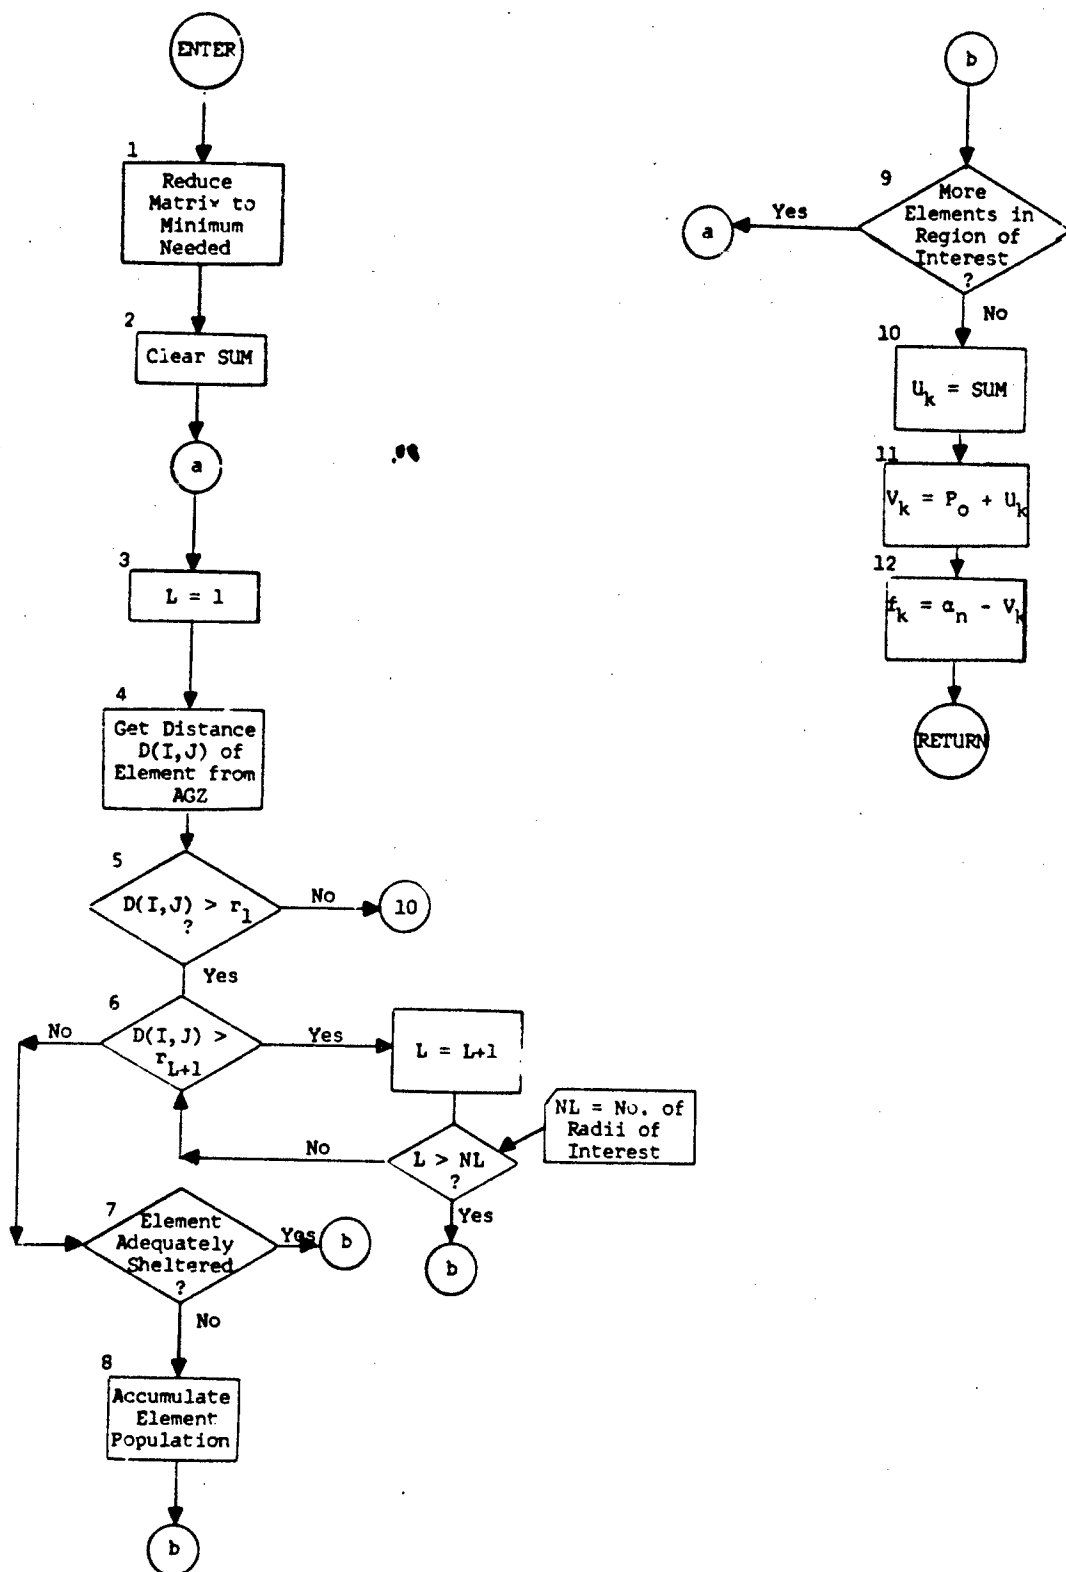 ENTER
1
Reduce
Matrix to
Minimum
Needed
2
Clear SUM
a
3
L = 1
4
Get Distance
D(I,J) of
Element from
AGZ
5
D(I,J) > r1
?
No
10
Yes
6
D(I,J) >
rL+1
No
Yes
L = L+1
NL = No. of
Radii of
Interest
L > NL
?
No
Yes
b
7
Element
Adequately
Sheltered
?
Yes
b
No
8
Accumulate
Element
Population
b
b
9
More
Elements in
Region of
Interest
?
Yes
a
No
10
Uk = SUM
11
Vk = Po + Uk
12
fk = αn - Vk
RETURN